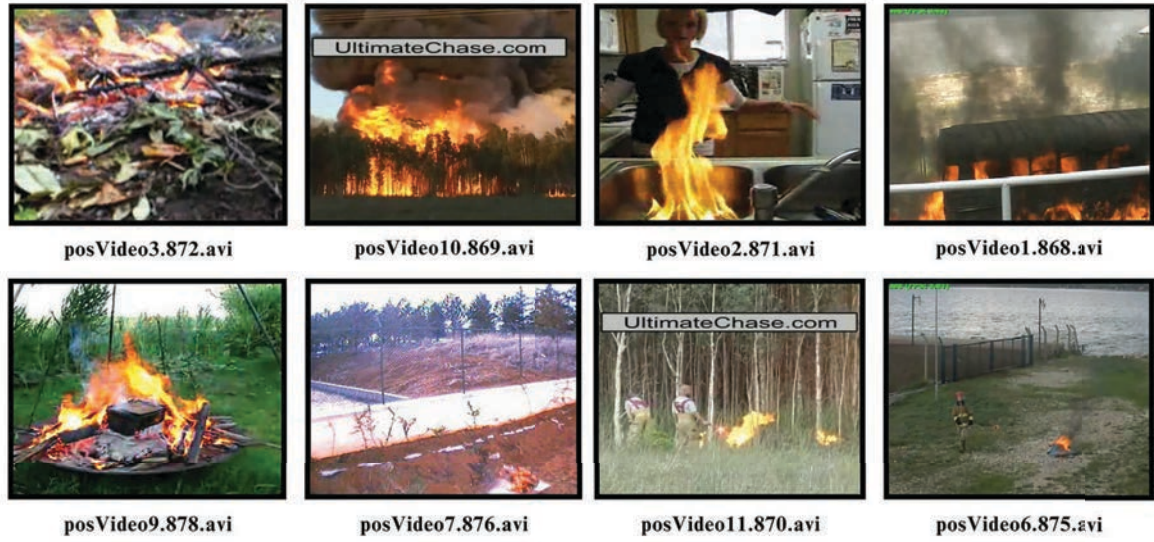 UltimateChase.com
posVideo3.872.avi
posVideo10.869.avi
posVideo2.871.avi
posVideo1.868.avi
UltimateChase.com
posVideo9.878.avi
posVideo7.876.avi
posVideo11.870.avi
posVideo6.875.avi